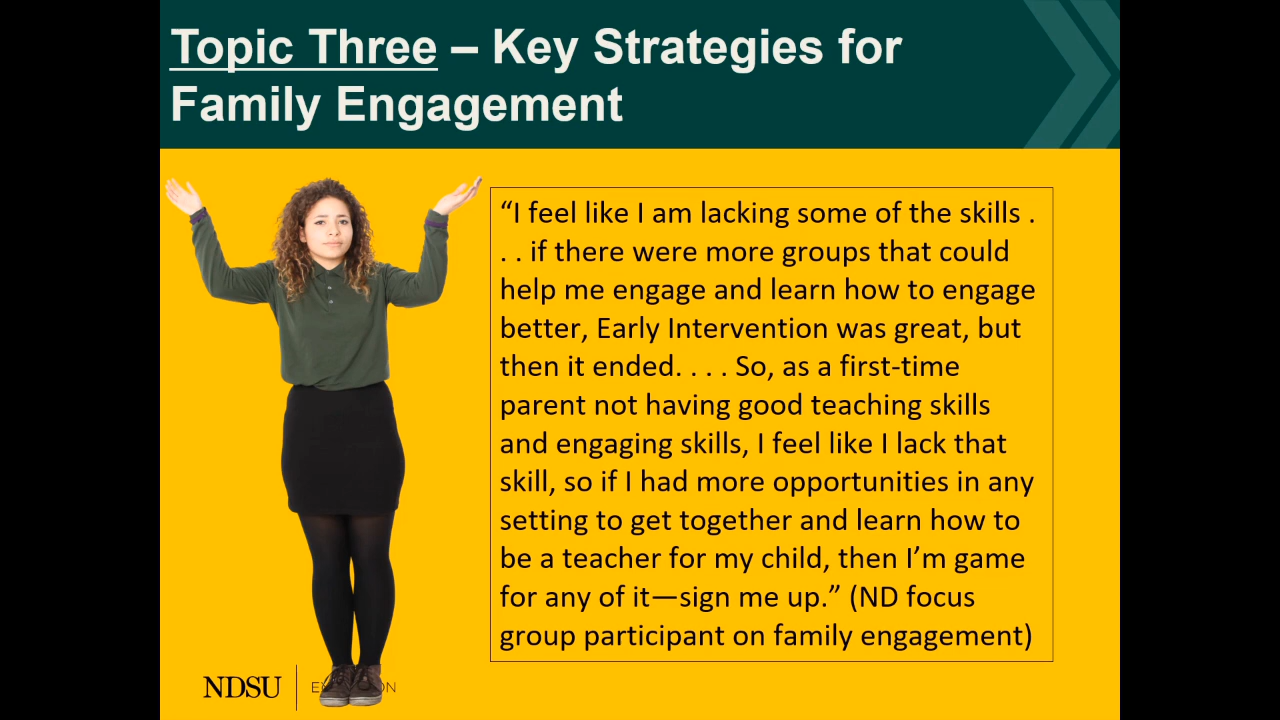 Topic Three – Key Strategies for
Family Engagement
“I feel like I am lacking some of the skills .
. . if there were more groups that could
help me engage and learn how to engage
better, Early Intervention was great, but
then it ended. . . . So, as a first-time
parent not having good teaching skills
and engaging skills, I feel like I lack that
skill, so if I had more opportunities in any
setting to get together and learn how to
be a teacher for my child, then I’m game
for any of it—sign me up.” (ND focus
group participant on family engagement)
NDSU